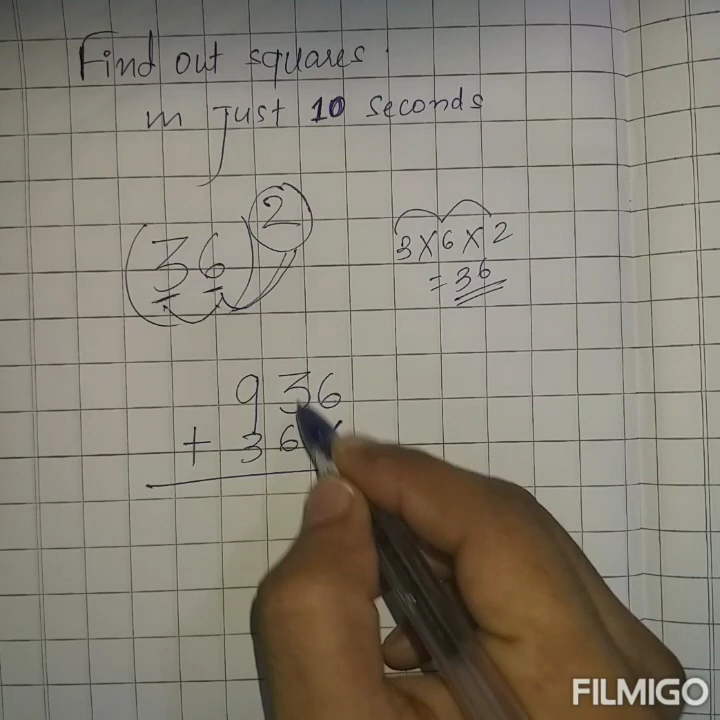 Find out squares
in just 10 seconds
(36)²
3×6×2
=36
936
+ 36
FILMIGO